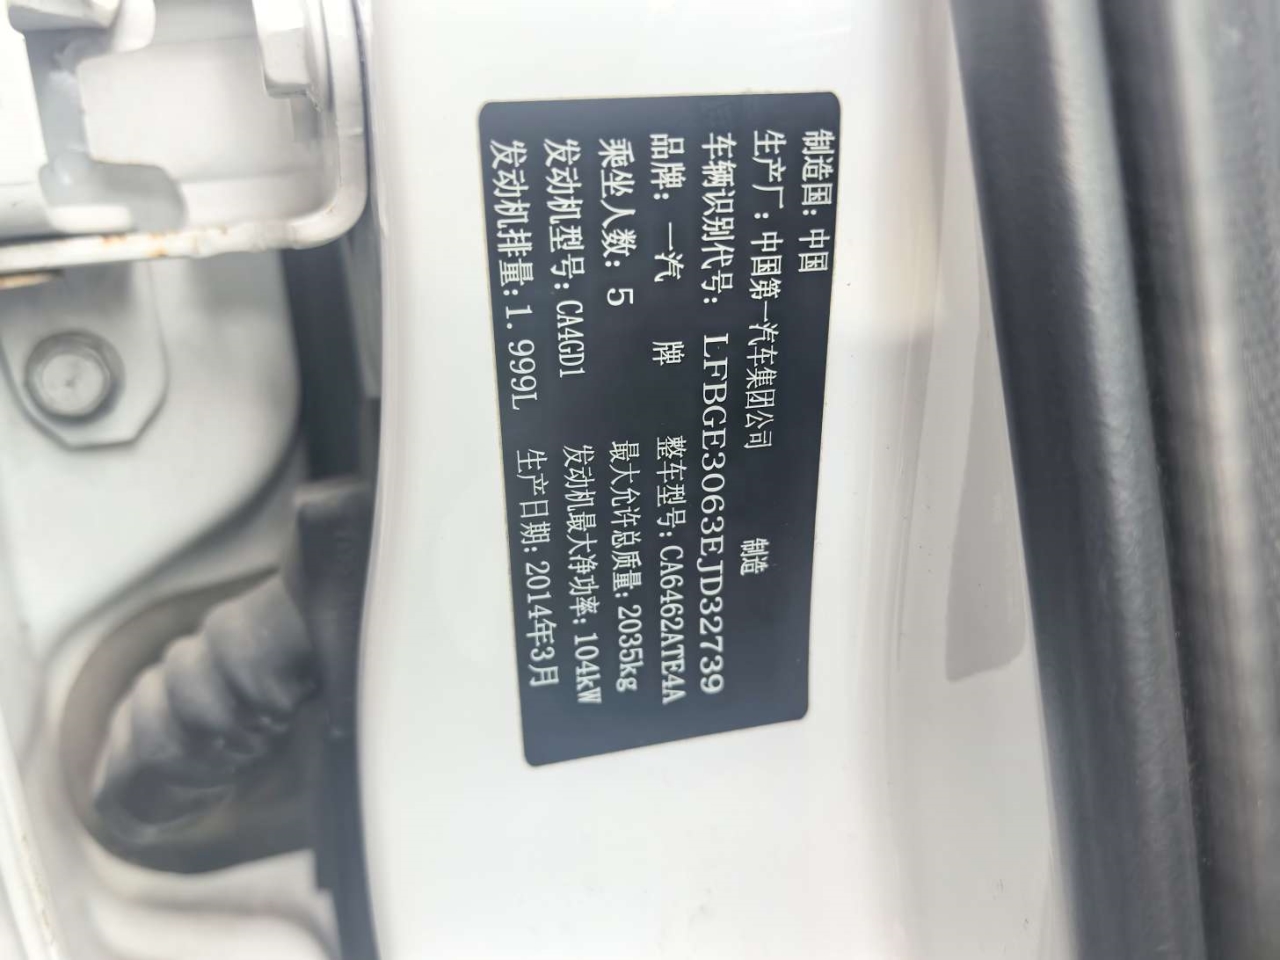 制造国：中国
生产厂：中国第一汽车集团公司 制造
车辆识别代号：LFBGE3063EJD32739
品牌：一汽 牌 整车型号：CA6462ATE4A
乘坐人数：5 最大允许总质量：2035kg
发动机型号：CA4GD1 发动机最大净功率：104kW
发动机排量：1.999L 生产日期：2014年3月